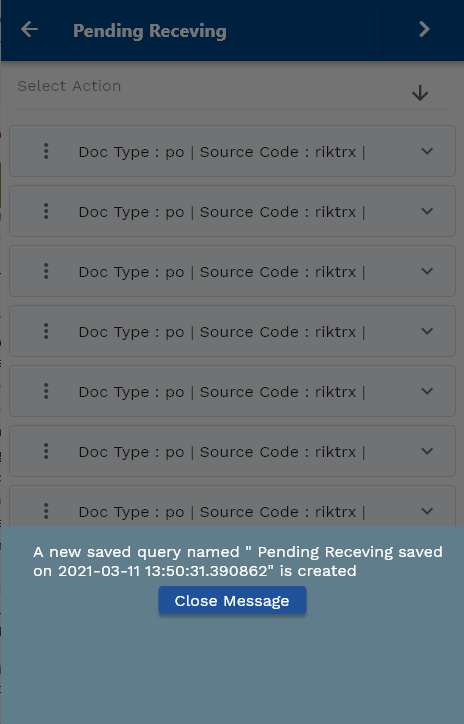 Pending Receving
Select Action
Doc Type : po | Source Code : riktrx |
Doc Type : po | Source Code : riktrx |
Doc Type : po | Source Code : riktrx |
Doc Type : po | Source Code : riktrx |
Doc Type : po | Source Code : riktrx |
Doc Type : po | Source Code : riktrx |
Doc Type : po | Source Code : riktrx |
A new saved query named " Pending Receving saved
on 2021-03-11 13:50:31.390862" is created
Close Message